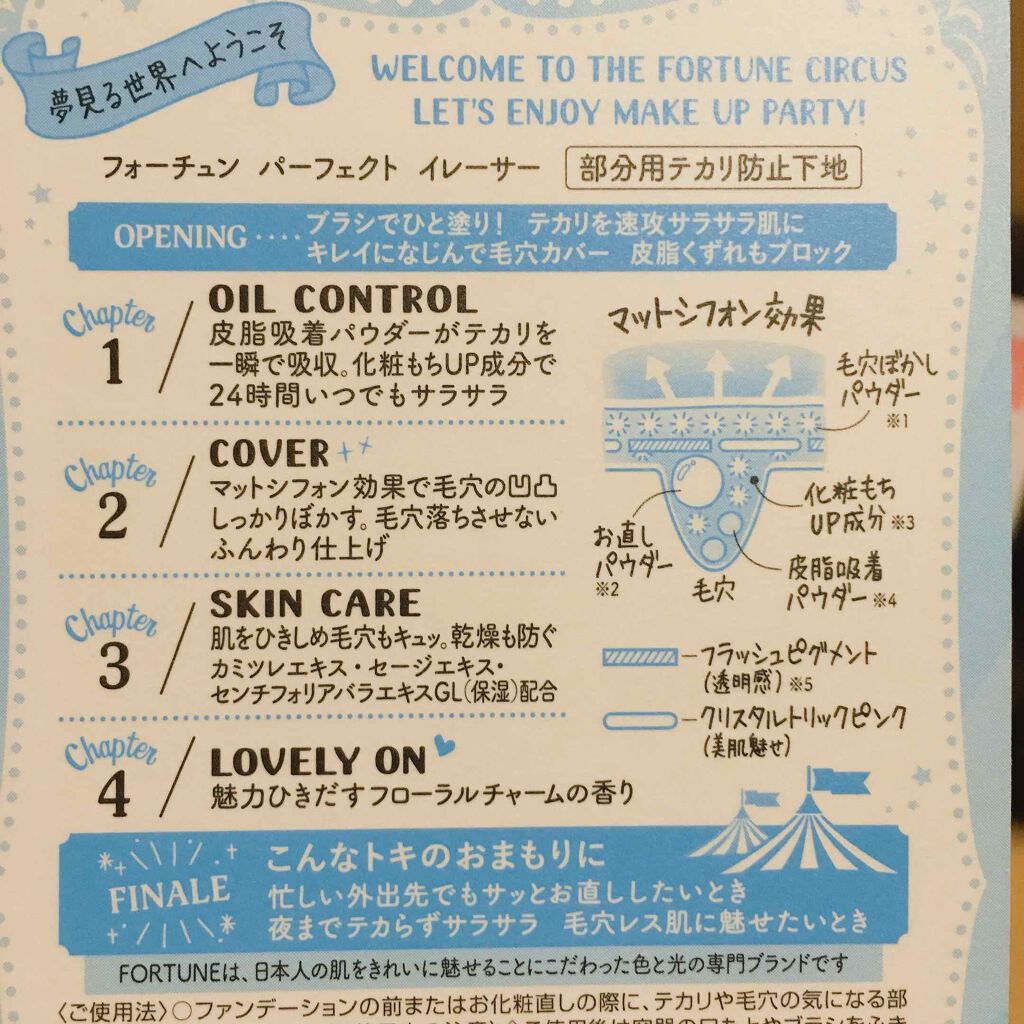 夢見る世界へようこそ
WELCOME TO THE FORTUNE CIRCUS
LET'S ENJOY MAKE UP PARTY!
フォーチュン パーフェクト イレーサー 部分用テカリ防止下地
OPENING····ブラシでひと塗り! テカリを速攻サラサラ肌に
キレイになじんで毛穴カバー 皮脂くずれもブロック
Chapter
1
OIL CONTROL
皮脂吸着パウダーがテカリを
一瞬で吸収。化粧もちUP成分で
24時間いつでもサラサラ
Chapter
2
COVER
マットシフォン効果で毛穴の凹凸
しっかりぼかす。毛穴落ちさせない
ふんわり仕上げ
Chapter
3
SKIN CARE
肌をひきしめ毛穴もキュッ。乾燥も防ぐ
カミツレエキス・セージエキス・
センチフォリアバラエキスGL(保湿)配合
Chapter
4
LOVELY ON
魅力ひきだすフローラルチャームの香り
マットシフォン効果
毛穴ぼかし
パウダー
※1
化粧もち
UP成分※3
お直し
パウダー
※2
毛穴
皮脂吸着
パウダー※4
フラッシュピグメント
(透明感)※5
クリスタルトリックピンク
(美肌魅せ)
FINALE
こんなトキのおまもりに
忙しい外出先でもサッとお直ししたいとき
夜までテカらずサラサラ 毛穴レス肌に魅せたいとき
FORTUNEは、日本人の肌をきれいに魅せることにこだわった色と光の専門ブランドです
〈ご使用法〉○ファンデーションの前またはお化粧直しの際に、テカリや毛穴の気になる部